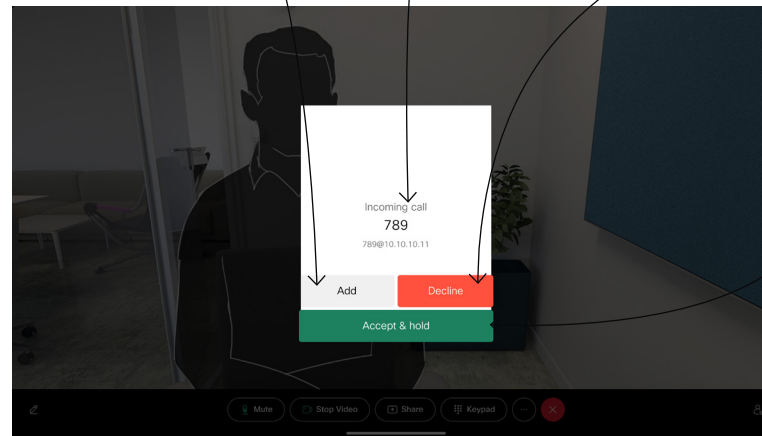 Incoming call
789
789@10.10.10.11
Add
Decline
Accept & hold
Mute
Stop Video
Share
Keypad